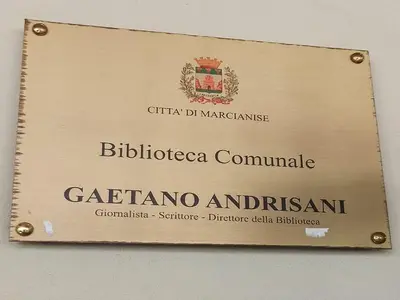 CITTA' DI MARCIANISE
Biblioteca Comunale
GAETANO ANDRISANI
Giornalista - Scrittore - Direttore della Biblioteca